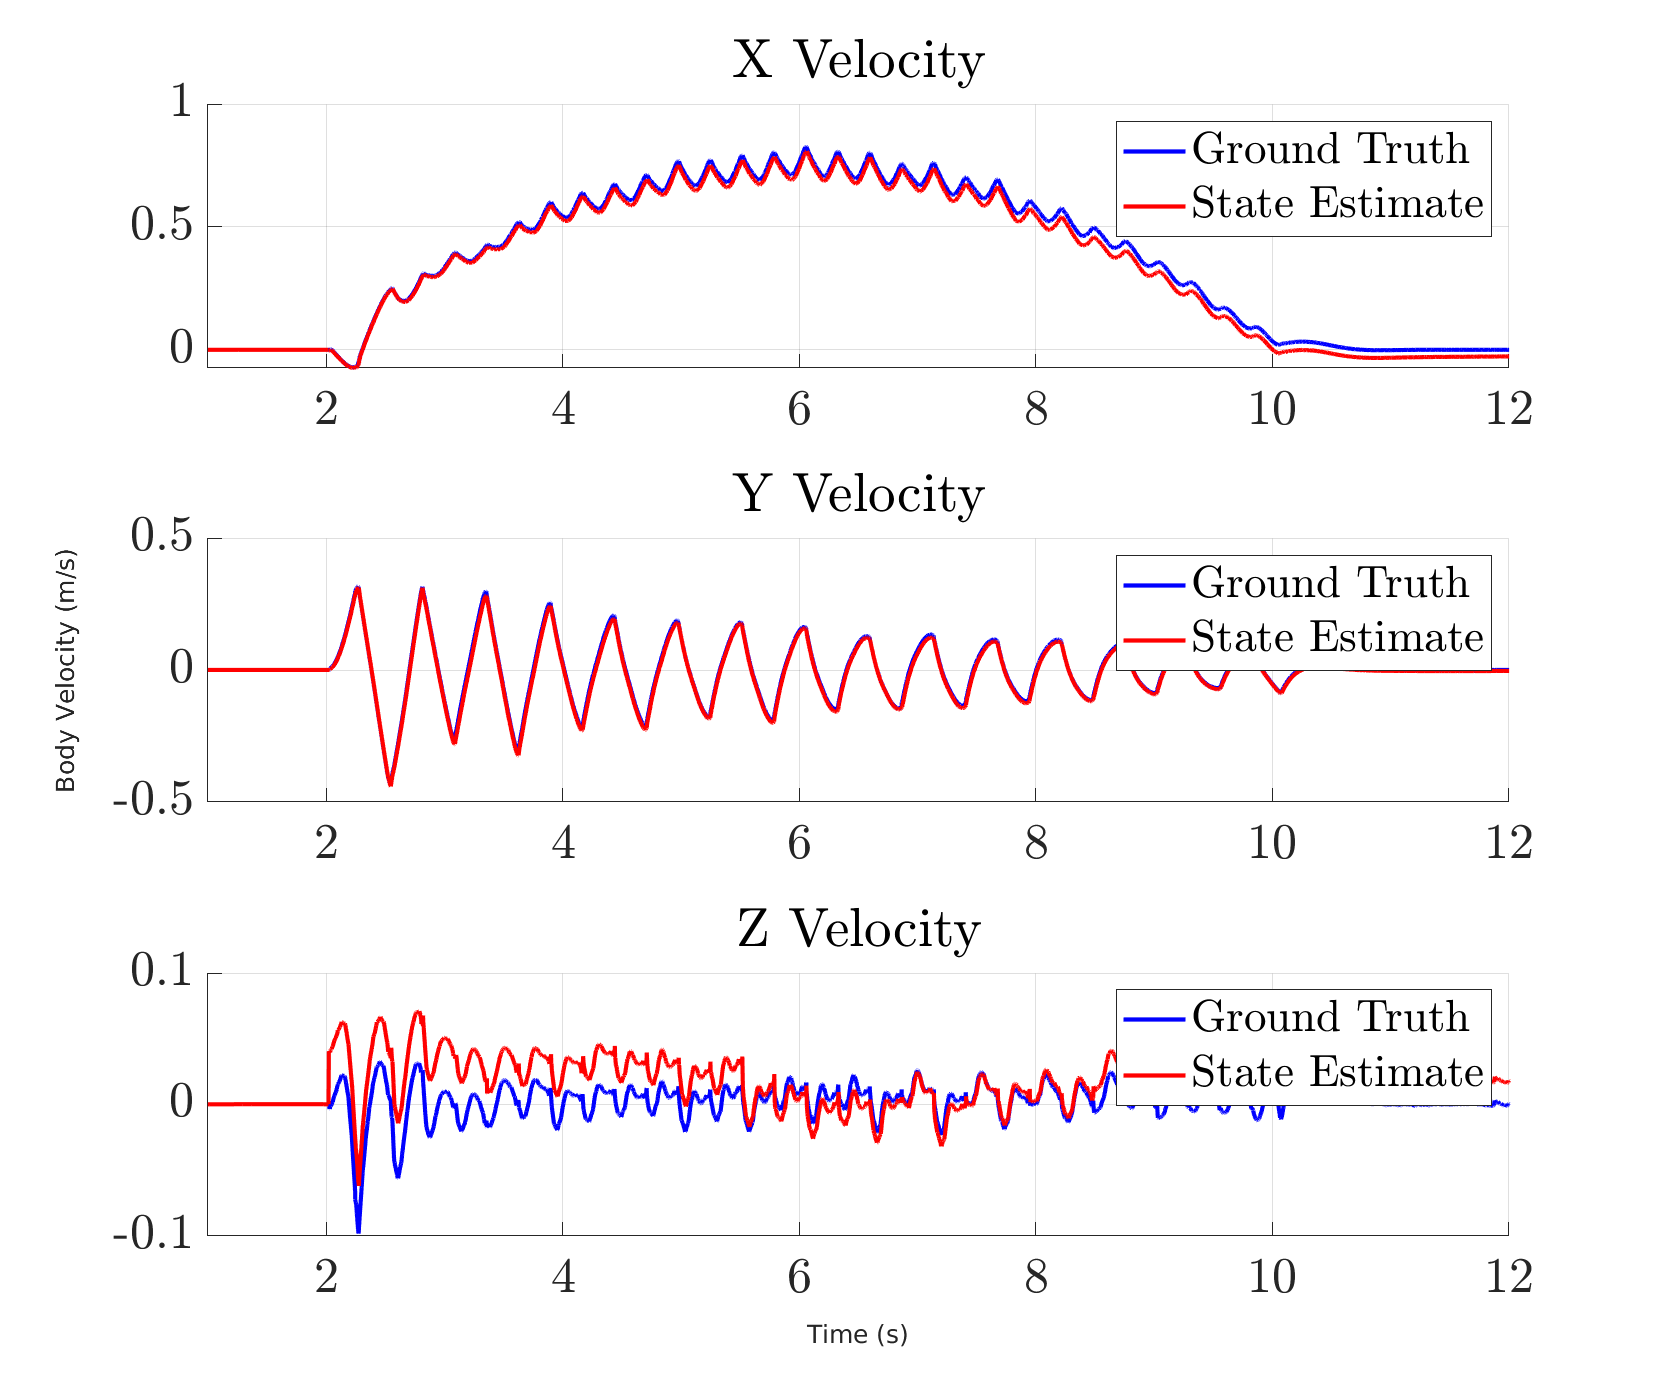 X Velocity
1
0.5
0
Ground Truth
State Estimate
2 4 6 8 10 12
Y Velocity
0.5
0
-0.5
Ground Truth
State Estimate
2 4 6 8 10 12
Body Velocity (m/s)
Z Velocity
0.1
0
-0.1
Ground Truth
State Estimate
2 4 6 8 10 12
Time (s)